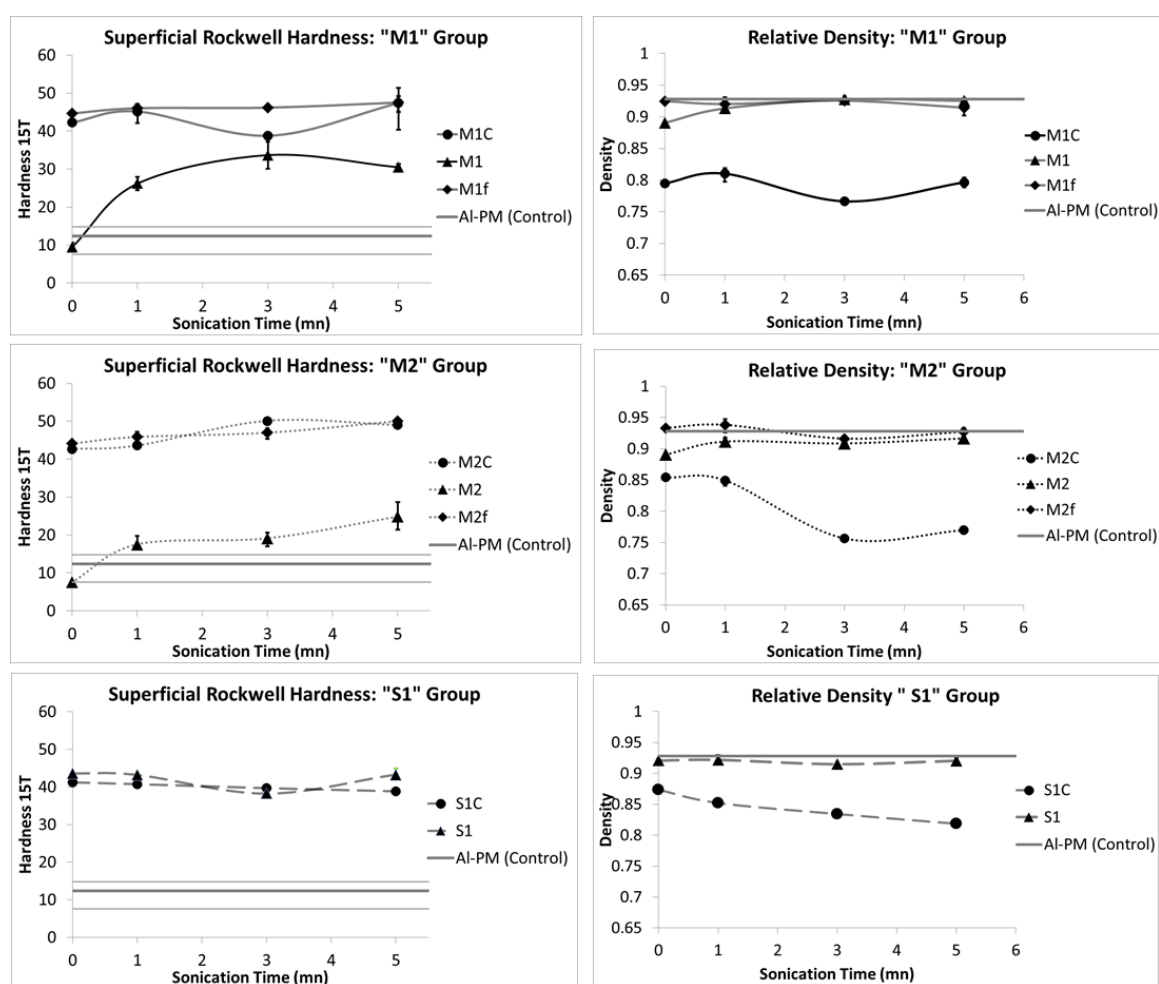 Superficial Rockwell Hardness: "M1" Group
60
50
40
30
20
10
0
Hardness 15T
0 1 2 3 4 5
Sonication Time (mn)
M1C
M1
M1f
Al-PM (Control)
Relative Density: "M1" Group
1
0.95
0.9
0.85
0.8
0.75
0.7
0.65
Density
0 1 2 3 4 5 6
Sonication Time (mn)
M1C
M1
M1f
Al-PM (Control)
Superficial Rockwell Hardness: "M2" Group
60
50
40
30
20
10
0
Hardness 15T
0 1 2 3 4 5
Sonication Time (mn)
M2C
M2
M2f
Al-PM (Control)
Relative Density: "M2" Group
1
0.95
0.9
0.85
0.8
0.75
0.7
0.65
Density
0 1 2 3 4 5 6
Sonication Time (mn)
M2C
M2
M2f
Al-PM (Control)
Superficial Rockwell Hardness: "S1" Group
60
50
40
30
20
10
0
Hardness 15T
0 1 2 3 4 5
Sonication Time (mn)
S1C
S1
Al-PM (Control)
Relative Density " S1" Group
1
0.95
0.9
0.85
0.8
0.75
0.7
0.65
Density
0 1 2 3 4 5 6
Sonication Time (mn)
S1C
S1
Al-PM (Control)